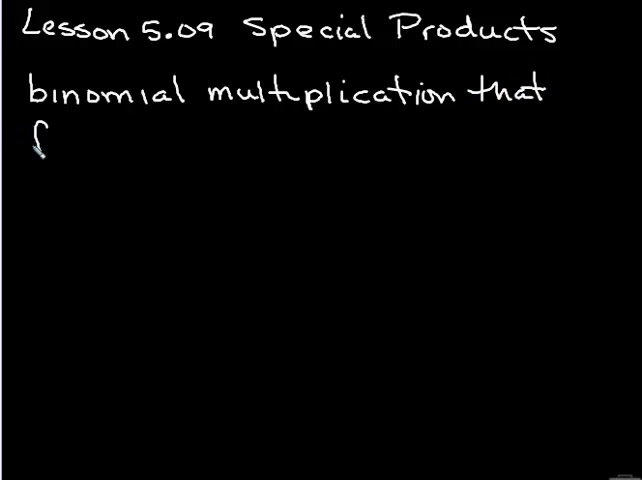 Lesson 5.09 Special Products
binomial multiplication that
f